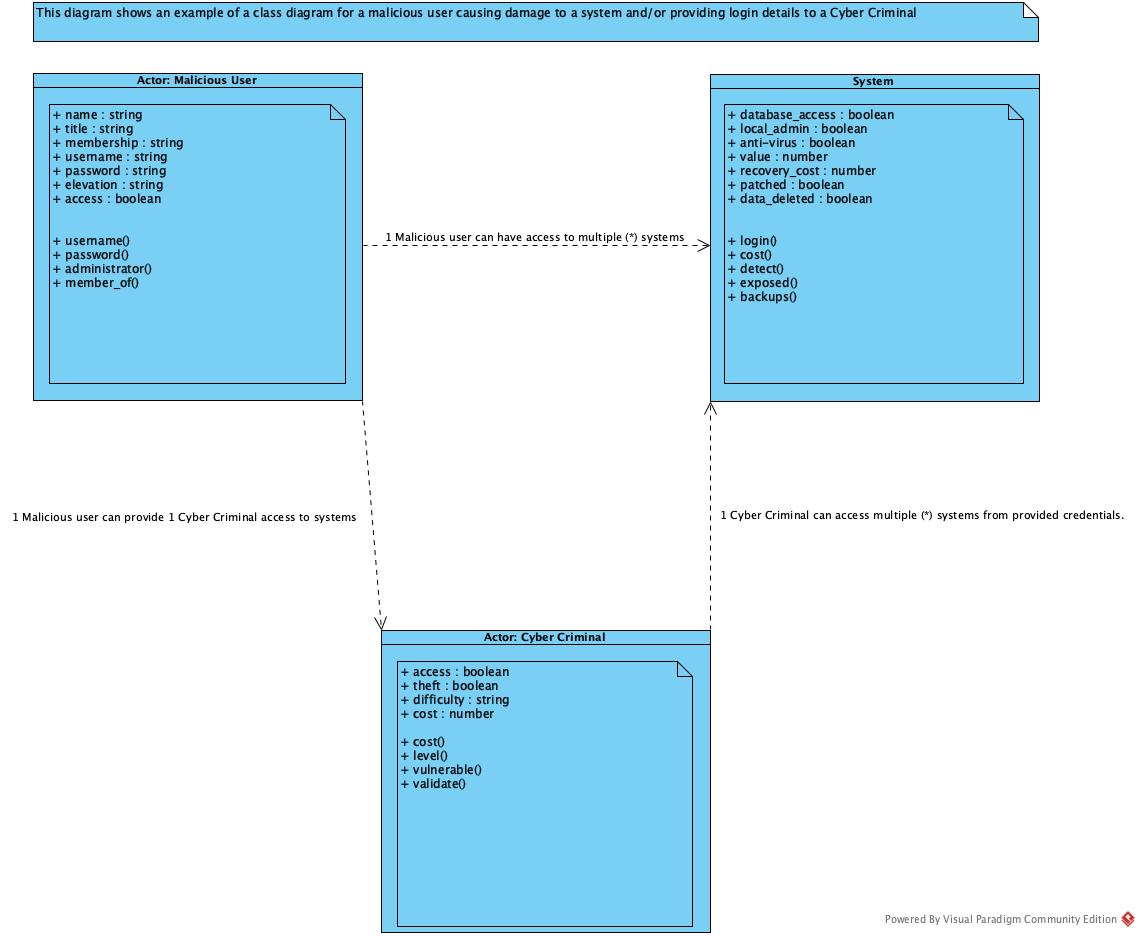 This diagram shows an example of a class diagram for a malicious user causing damage to a system and/or providing login details to a Cyber Criminal
Actor: Malicious User
+ name : string
+ title : string
+ membership : string
+ username : string
+ password : string
+ elevation : string
+ access : boolean
+ username()
+ password()
+ administrator()
+ member_of()
1 Malicious user can have access to multiple (*) systems
System
+ database_access : boolean
+ local_admin : boolean
+ anti-virus : boolean
+ value : number
+ recovery_cost : number
+ patched : boolean
+ data_deleted : boolean
+ login()
+ cost()
+ detect()
+ exposed()
+ backups()
1 Malicious user can provide 1 Cyber Criminal access to systems
1 Cyber Criminal can access multiple (*) systems from provided credentials.
Actor: Cyber Criminal
+ access : boolean
+ theft : boolean
+ difficulty : string
+ cost : number
+ cost()
+ level()
+ vulnerable()
+ validate()
Powered By Visual Paradigm Community Edition